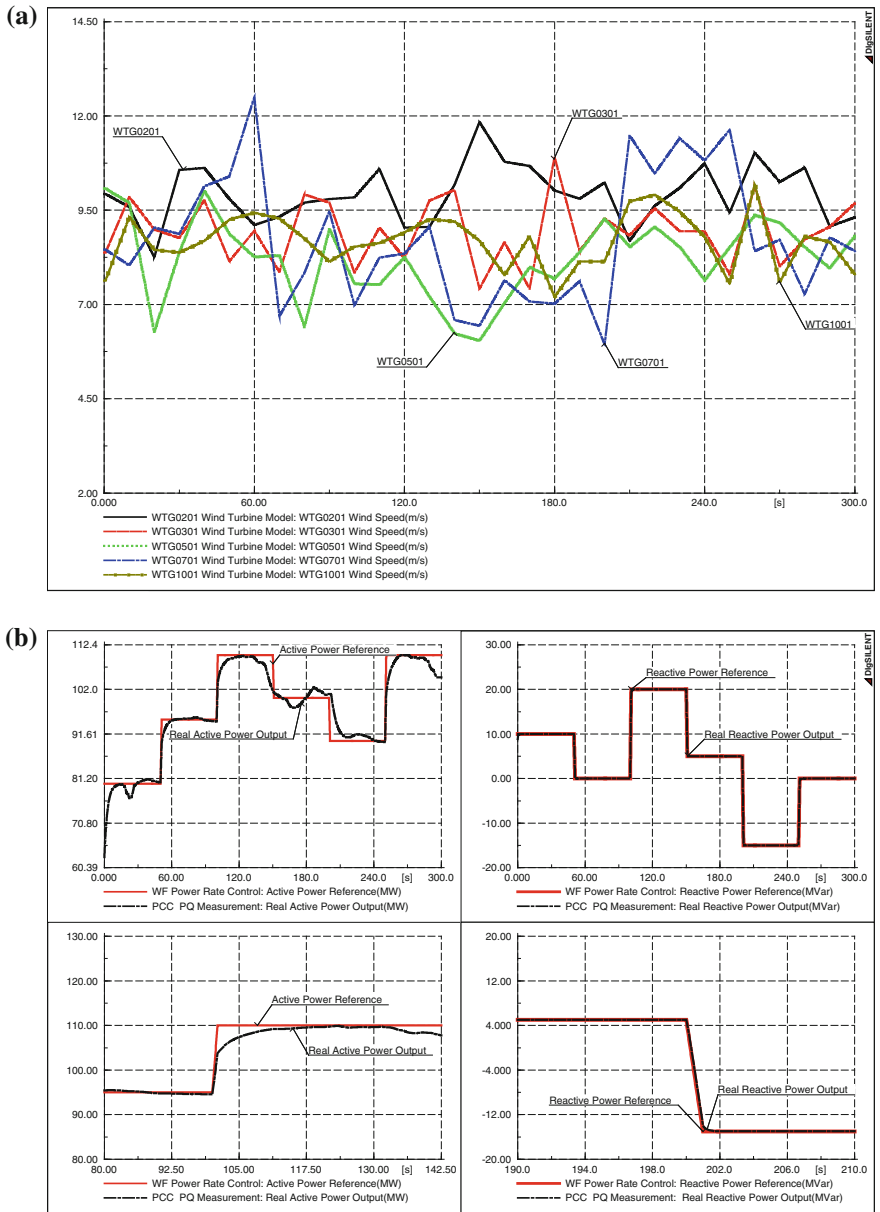 (a)
14.50
DIgSILENT
12.00
9.50
7.00
4.50
2.00
WTG0201
WTG0301
WTG0501
WTG0701
WTG1001
0.000 60.00 120.0 180.0 240.0 [s] 300.0
WTG0201 Wind Turbine Model: WTG0201 Wind Speed(m/s)
WTG0301 Wind Turbine Model: WTG0301 Wind Speed(m/s)
WTG0501 Wind Turbine Model: WTG0501 Wind Speed(m/s)
WTG0701 Wind Turbine Model: WTG0701 Wind Speed(m/s)
WTG1001 Wind Turbine Model: WTG1001 Wind Speed(m/s)
(b)
112.4
102.0
91.61
81.20
70.80
60.39
Active Power Reference
Real Active Power Output
0.000 60.00 120.0 180.0 240.0 [s] 300.0
WF Power Rate Control: Active Power Reference(MW)
PCC PQ Measurement: Real Active Power Output(MW)
30.00
DIgSILENT
20.00
10.00
0.00
-10.00
-20.00
Reactive Power Reference
Real Reactive Power Output
0.000 60.00 120.0 180.0 240.0 [s] 300.0
WF Power Rate Control: Reactive Power Reference(MVar)
PCC PQ Measurement: Real Reactive Power Output(MVar)
130.00
120.00
110.00
100.00
90.00
80.00
Active Power Reference
Real Active Power Output
80.00 92.50 105.00 117.50 130.00 [s] 142.50
WF Power Rate Control: Active Power Reference(MW)
PCC PQ Measurement: Real Active Power Output(MW)
20.00
12.00
4.000
-4.000
-12.00
-20.00
Real Reactive Power Output
Reactive Power Reference
190.0 194.0 198.0 202.0 206.0 [s] 210.0
WF Power Rate Control: Reactive Power Reference(MVar)
PCC PQ Measurement: Real Reactive Power Output(MVar)